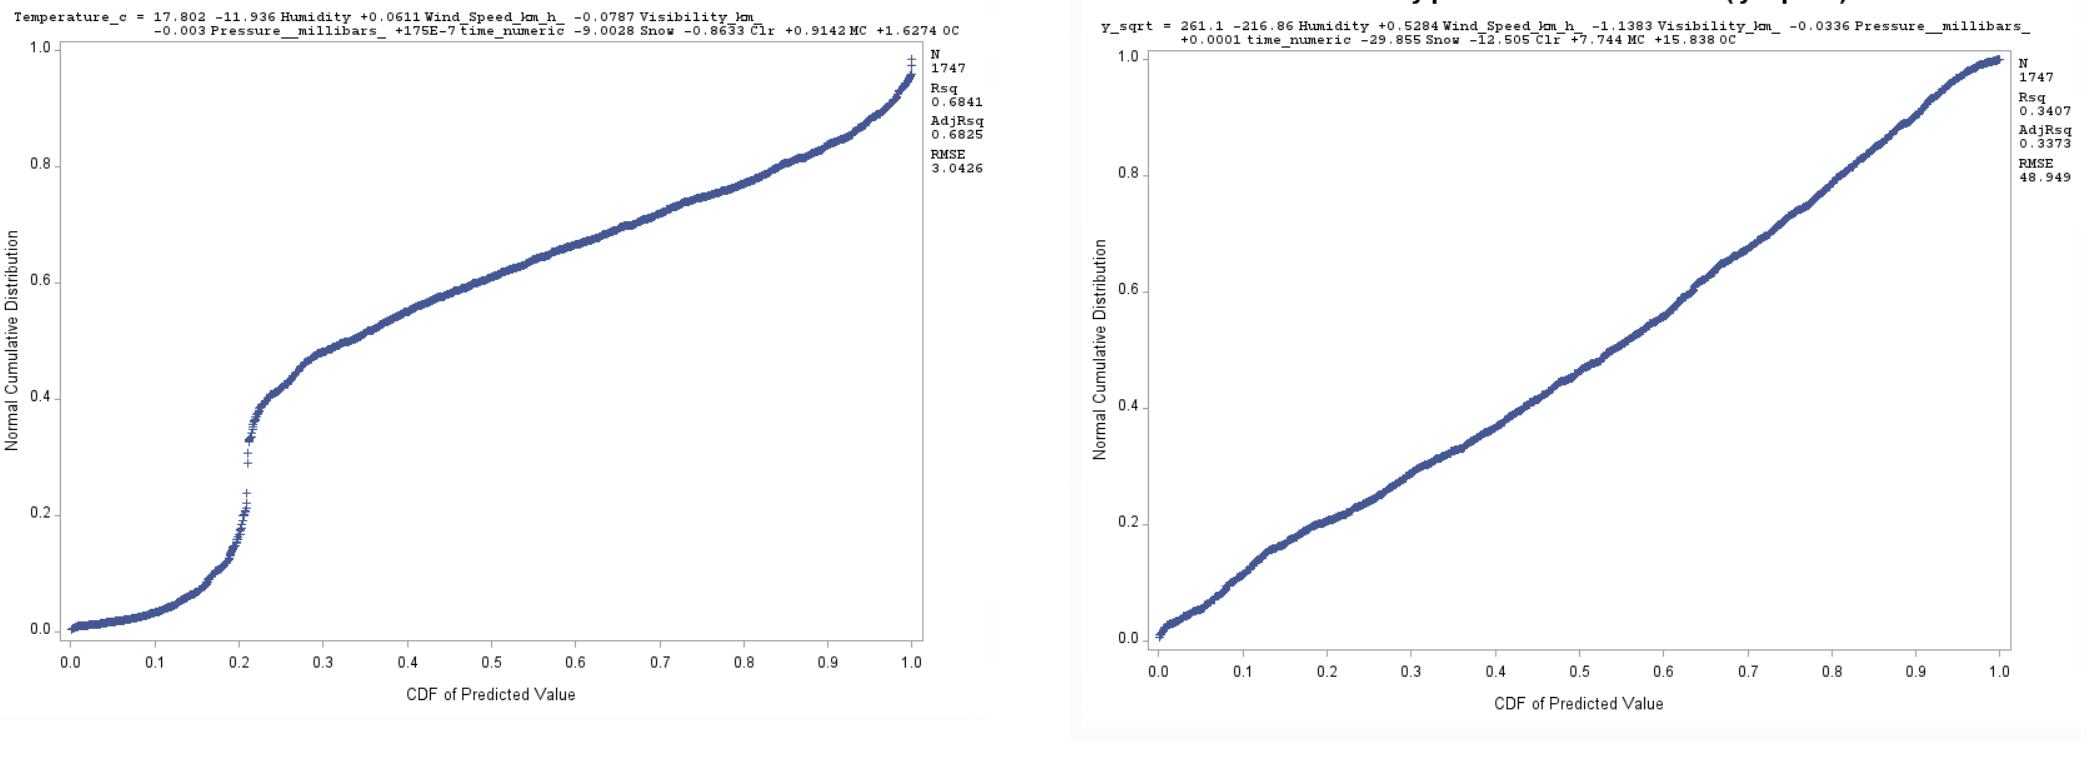 Temperature_c = 17.802 -11.936 Humidity +0.0611 Wind_Speed_km_h_ -0.0787 Visibility_km_
-0.003 Pressure__millibars_ +175E-7 time_numeric -9.0028 Snow -0.8633 Clr +0.9142 MC +1.6274 OC
1.0
0.8
0.6
0.4
0.2
0.0
Normal Cumulative Distribution
0.0 0.1 0.2 0.3 0.4 0.5 0.6 0.7 0.8 0.9 1.0
CDF of Predicted Value
N
1747
Rsq
0.6841
AdjRsq
0.6825
RMSE
3.0426
y_sqrt = 261.1 -216.86 Humidity +0.5284 Wind_Speed_km_h_ -1.1383 Visibility_km_ -0.0336 Pressure__millibars_
+0.0001 time_numeric -29.855 Snow -12.505 Clr +7.744 MC +15.838 OC
1.0
0.8
0.6
0.4
0.2
0.0
Normal Cumulative Distribution
0.0 0.1 0.2 0.3 0.4 0.5 0.6 0.7 0.8 0.9 1.0
CDF of Predicted Value
N
1747
Rsq
0.3407
AdjRsq
0.3373
RMSE
48.949